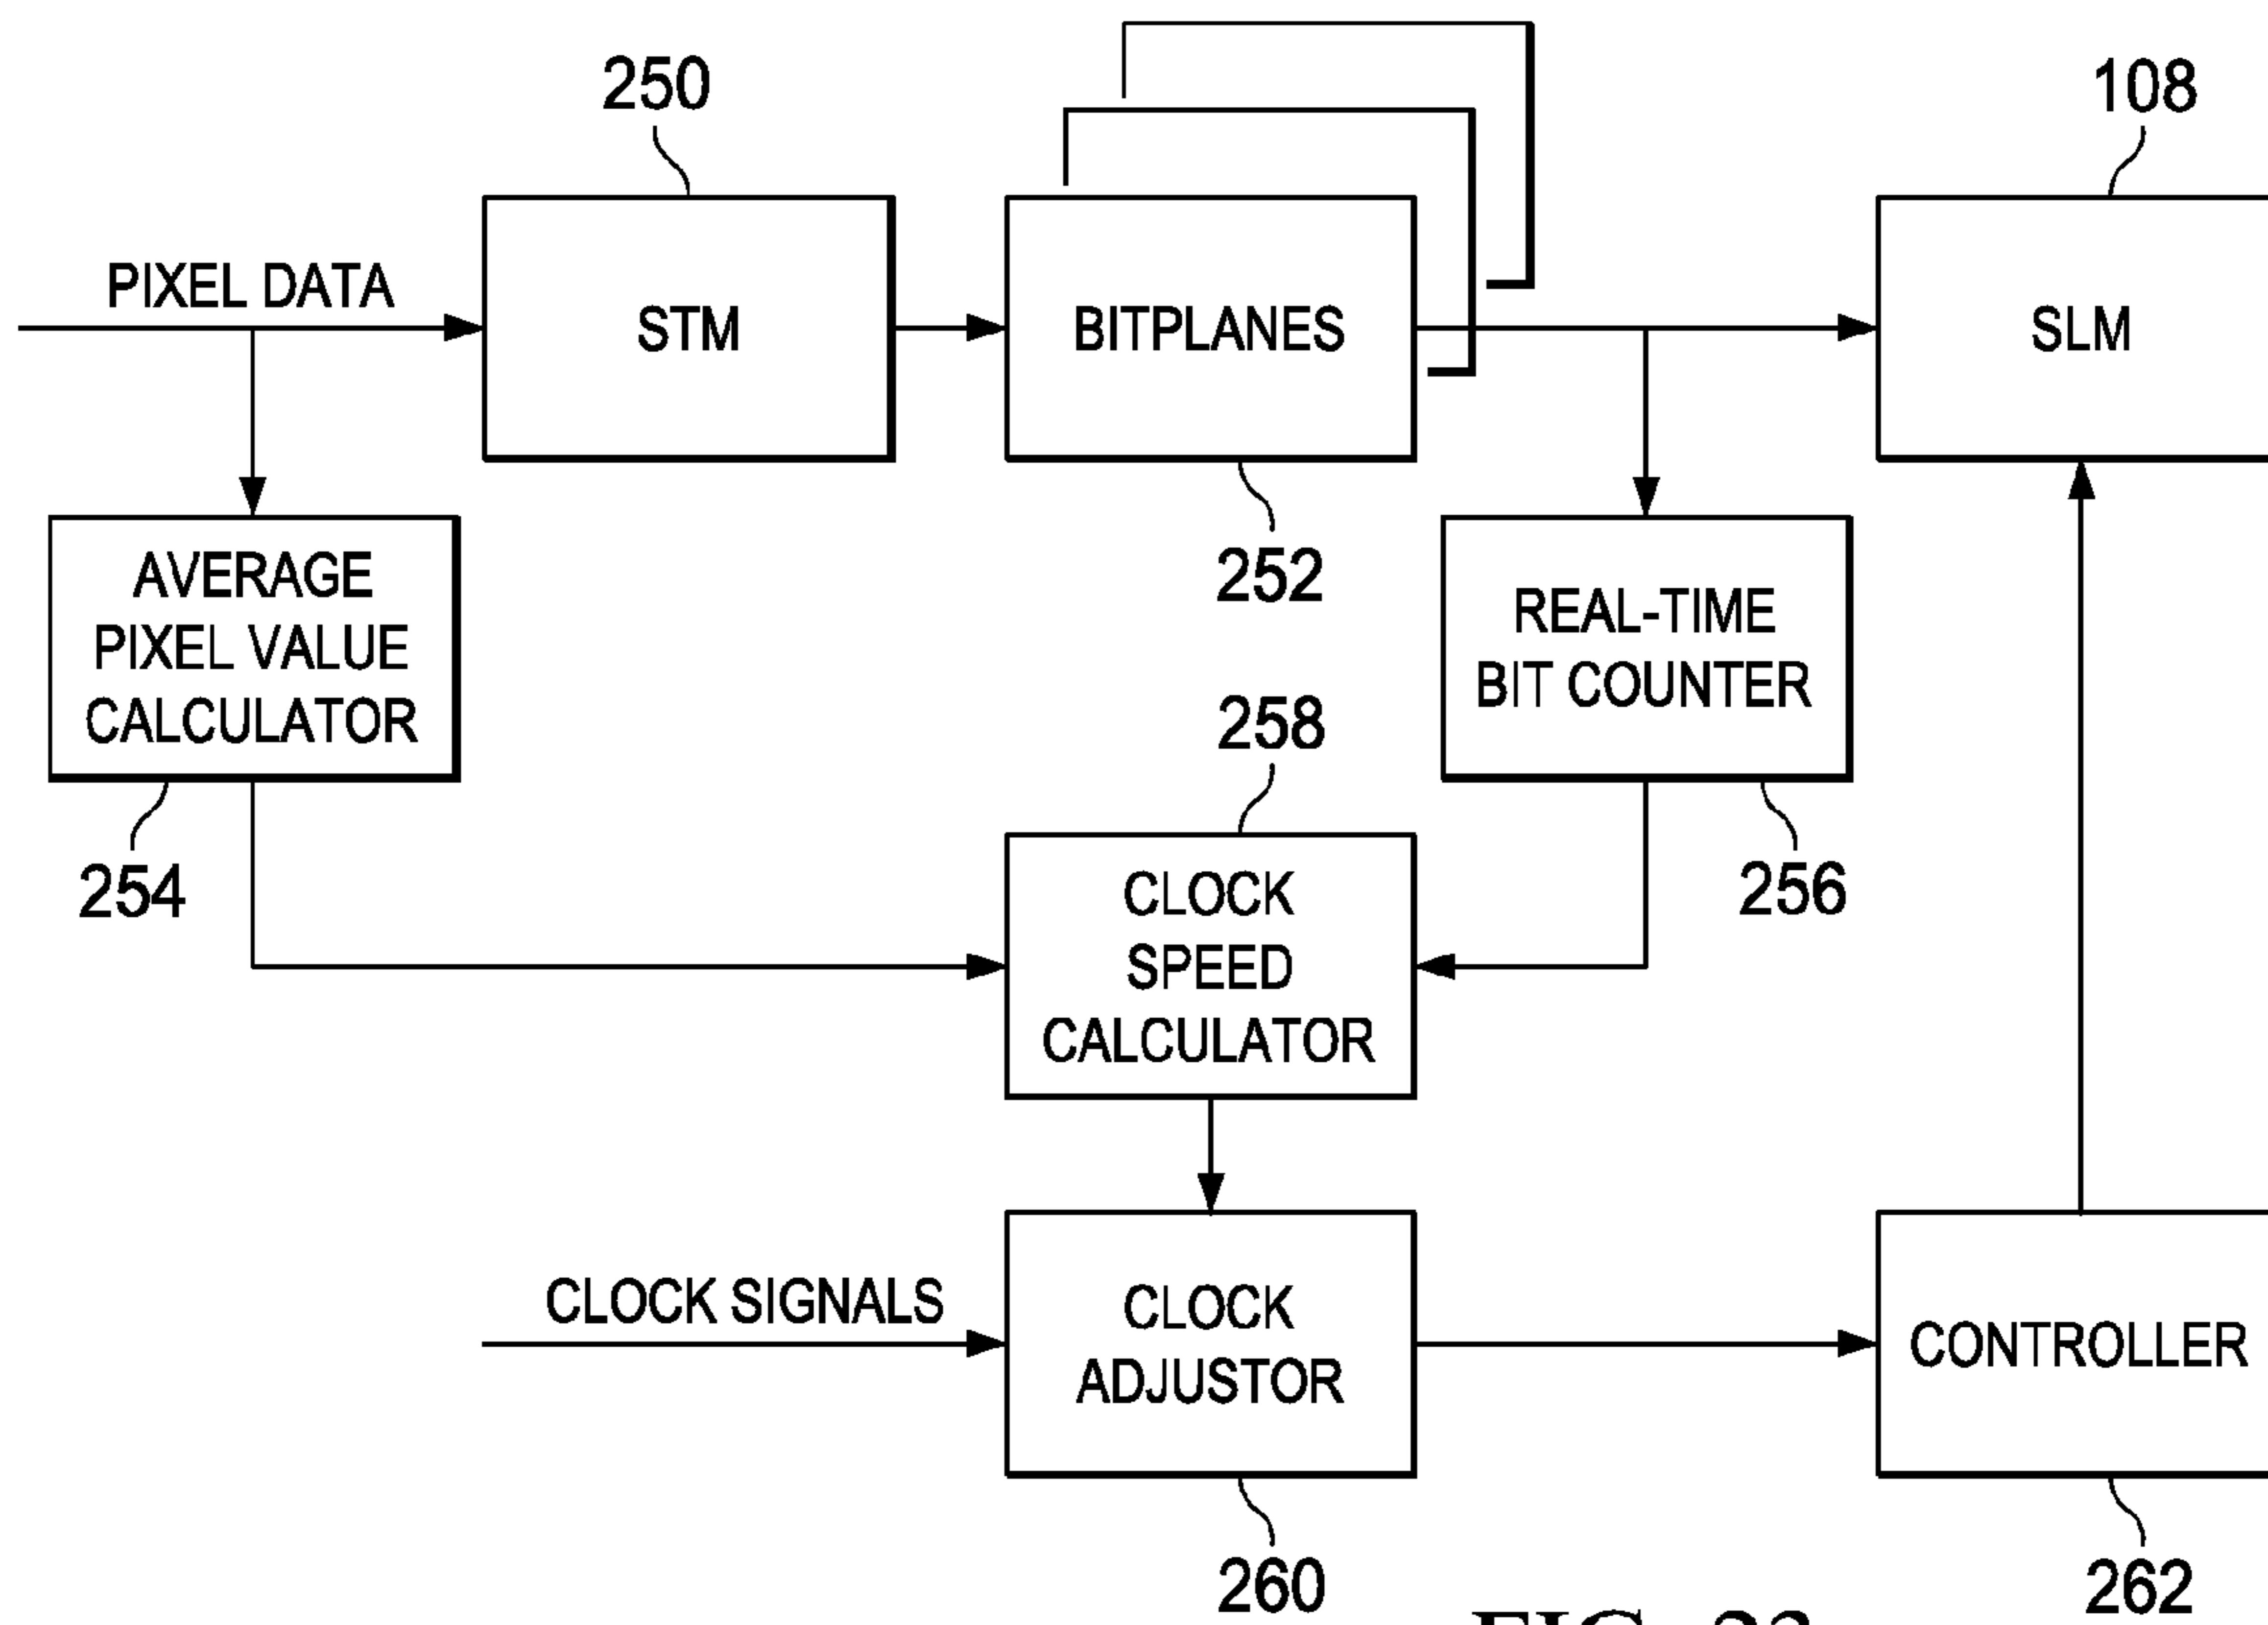 250
108
PIXEL DATA
STM
BITPLANES
SLM
252
AVERAGE
PIXEL VALUE
CALCULATOR
REAL-TIME
BIT COUNTER
254
256
258
CLOCK
SPEED
CALCULATOR
CLOCK SIGNALS
CLOCK
ADJUSTOR
CONTROLLER
260
262